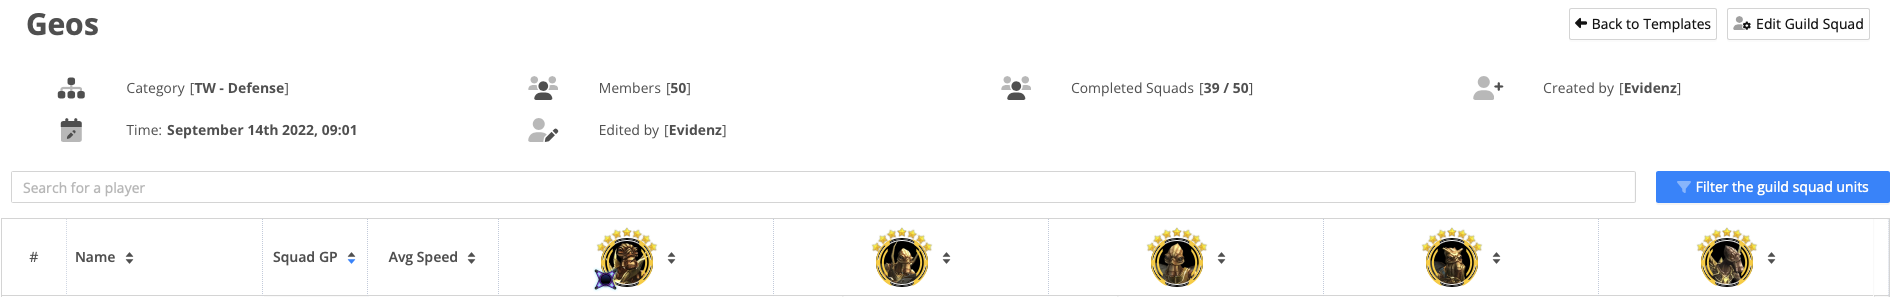 Geos
Back to Templates
Edit Guild Squad
Category [TW - Defense]
Members [50]
Completed Squads [39 / 50]
Created by [Evidenz]
Time: September 14th 2022, 09:01
Edited by [Evidenz]
Search for a player
Filter the guild squad units
# Name Squad GP Avg Speed